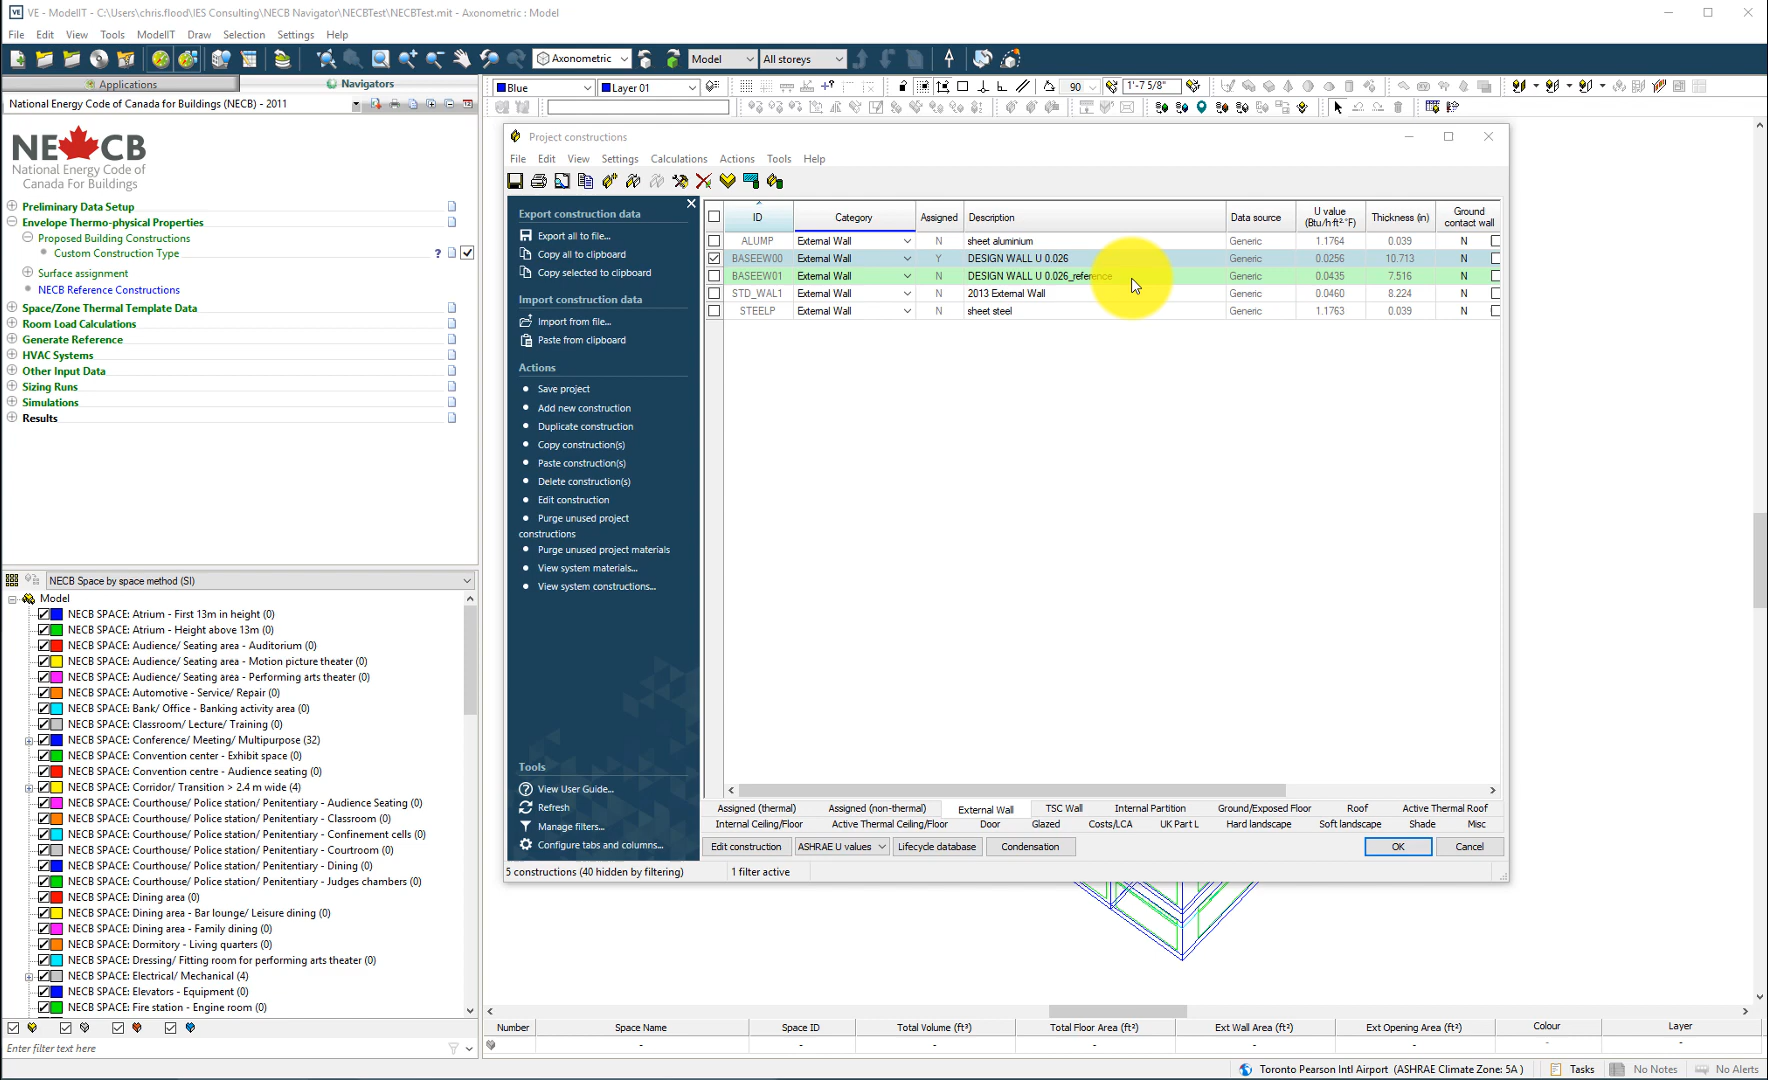 VE - ModelIT - C:\Users\chris.flood\IES Consulting\NECB Navigator\NECBTest\NECBTest.mit - Axonometric : Model
File Edit View Tools ModelIT Draw Selection Settings Help
Axonometric Model All storeys
Applications Navigators
Blue Layer 01 90 1'-7 5/8"
National Energy Code of Canada for Buildings (NECB) - 2011
NECB
National Energy Code of
Canada For Buildings
Preliminary Data Setup
Envelope Thermo-physical Properties
Proposed Building Constructions
Custom Construction Type ?
Surface assignment
NECB Reference Constructions
Space/Zone Thermal Template Data
Room Load Calculations
Generate Reference
HVAC Systems
Other Input Data
Sizing Runs
Simulations
Results
NECB Space by space method (SI)
Model
NECB SPACE: Atrium - First 13m in height (0)
NECB SPACE: Atrium - Height above 13m (0)
NECB SPACE: Audience/ Seating area - Auditorium (0)
NECB SPACE: Audience/ Seating area - Motion picture theater (0)
NECB SPACE: Audience/ Seating area - Performing arts theater (0)
NECB SPACE: Automotive - Service/ Repair (0)
NECB SPACE: Bank/ Office - Banking activity area (0)
NECB SPACE: Classroom/ Lecture/ Training (0)
NECB SPACE: Conference/ Meeting/ Multipurpose (32)
NECB SPACE: Convention center - Exhibit space (0)
NECB SPACE: Convention centre - Audience seating (0)
NECB SPACE: Corridor/ Transition > 2.4 m wide (4)
NECB SPACE: Courthouse/ Police station/ Penitentiary - Audience Seating (0)
NECB SPACE: Courthouse/ Police station/ Penitentiary - Classroom (0)
NECB SPACE: Courthouse/ Police station/ Penitentiary - Confinement cells (0)
NECB SPACE: Courthouse/ Police station/ Penitentiary - Courtroom (0)
NECB SPACE: Courthouse/ Police station/ Penitentiary - Dining (0)
NECB SPACE: Courthouse/ Police station/ Penitentiary - Judges chambers (0)
NECB SPACE: Dining area (0)
NECB SPACE: Dining area - Bar lounge/ Leisure dining (0)
NECB SPACE: Dining area - Family dining (0)
NECB SPACE: Dormitory - Living quarters (0)
NECB SPACE: Dressing/ Fitting room for performing arts theater (0)
NECB SPACE: Electrical/ Mechanical (4)
NECB SPACE: Elevators - Equipment (0)
NECB SPACE: Fire station - Engine room (0)
Enter filter text here
Project constructions
File Edit View Settings Calculations Actions Tools Help
Export construction data
Export all to file...
Copy all to clipboard
Copy selected to clipboard
Import construction data
Import from file...
Paste from clipboard
Actions
Save project
Add new construction
Duplicate construction
Copy construction(s)
Paste construction(s)
Delete construction(s)
Edit construction
Purge unused project
constructions
Purge unused project materials
View system materials...
View system constructions...
Tools
View User Guide...
Refresh
Manage filters...
Configure tabs and columns...
ID Category Assigned Description Data source U value (Btu/h·ft²·°F) Thickness (in) Ground contact wall
ALUMP External Wall N sheet aluminium Generic 1.1764 0.039 N
BASEEW00 External Wall Y DESIGN WALL U 0.026 Generic 0.0256 10.713 N
BASEEW01 External Wall N DESIGN WALL U 0.026_reference Generic 0.0435 7.516 N
STD_WAL1 External Wall N 2013 External Wall Generic 0.0460 8.224 N
STEELP External Wall N sheet steel Generic 1.1763 0.039 N
Assigned (thermal) Assigned (non-thermal) External Wall TSC Wall Internal Partition Ground/Exposed Floor Roof Active Thermal Roof
Internal Ceiling/Floor Active Thermal Ceiling/Floor Door Glazed Costs/LCA UK Part L Hard landscape Soft landscape Shade Misc
Edit construction ASHRAE U values Lifecycle database Condensation OK Cancel
5 constructions (40 hidden by filtering) 1 filter active
Number Space Name Space ID Total Volume (ft³) Total Floor Area (ft²) Ext Wall Area (ft²) Ext Opening Area (ft²) Colour Layer
- - - - - - - -
Toronto Pearson Intl Airport (ASHRAE Climate Zone: 5A ) Tasks No Notes No Alerts